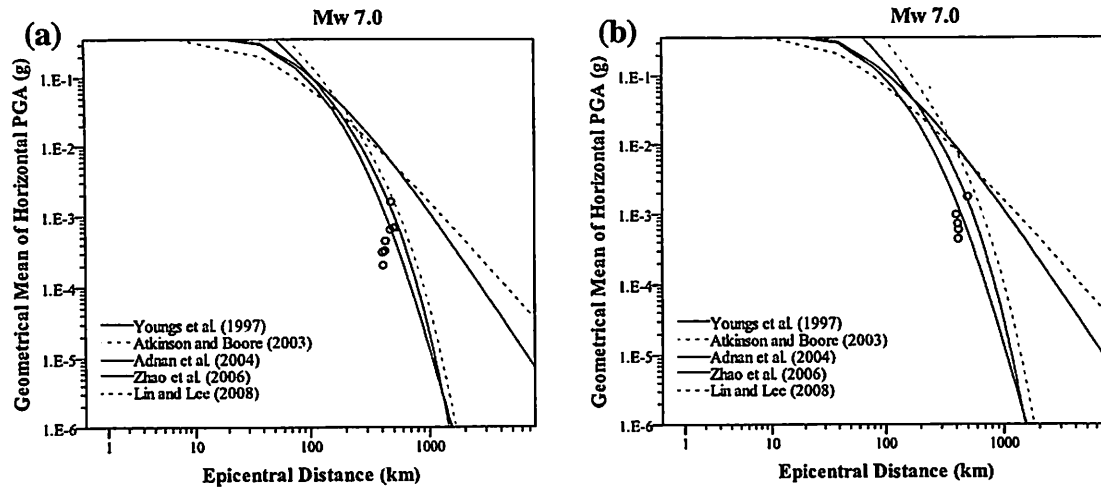 Mw 7.0
(a)
Geometrical Mean of Horizontal PGA (g)
1.E-1
1.E-2
1.E-3
1.E-4
1.E-5
1.E-6
Youngs et al. (1997)
Atkinson and Boore (2003)
Adnan et al. (2004)
Zhao et al. (2006)
Lin and Lee (2008)
1 10 100 1000
Epicentral Distance (km)
Mw 7.0
(b)
Geometrical Mean of Horizontal PGA (g)
1.E-1
1.E-2
1.E-3
1.E-4
1.E-5
1.E-6
Youngs et al. (1997)
Atkinson and Boore (2003)
Adnan et al. (2004)
Zhao et al. (2006)
Lin and Lee (2008)
1 10 100 1000
Epicentral Distance (km)